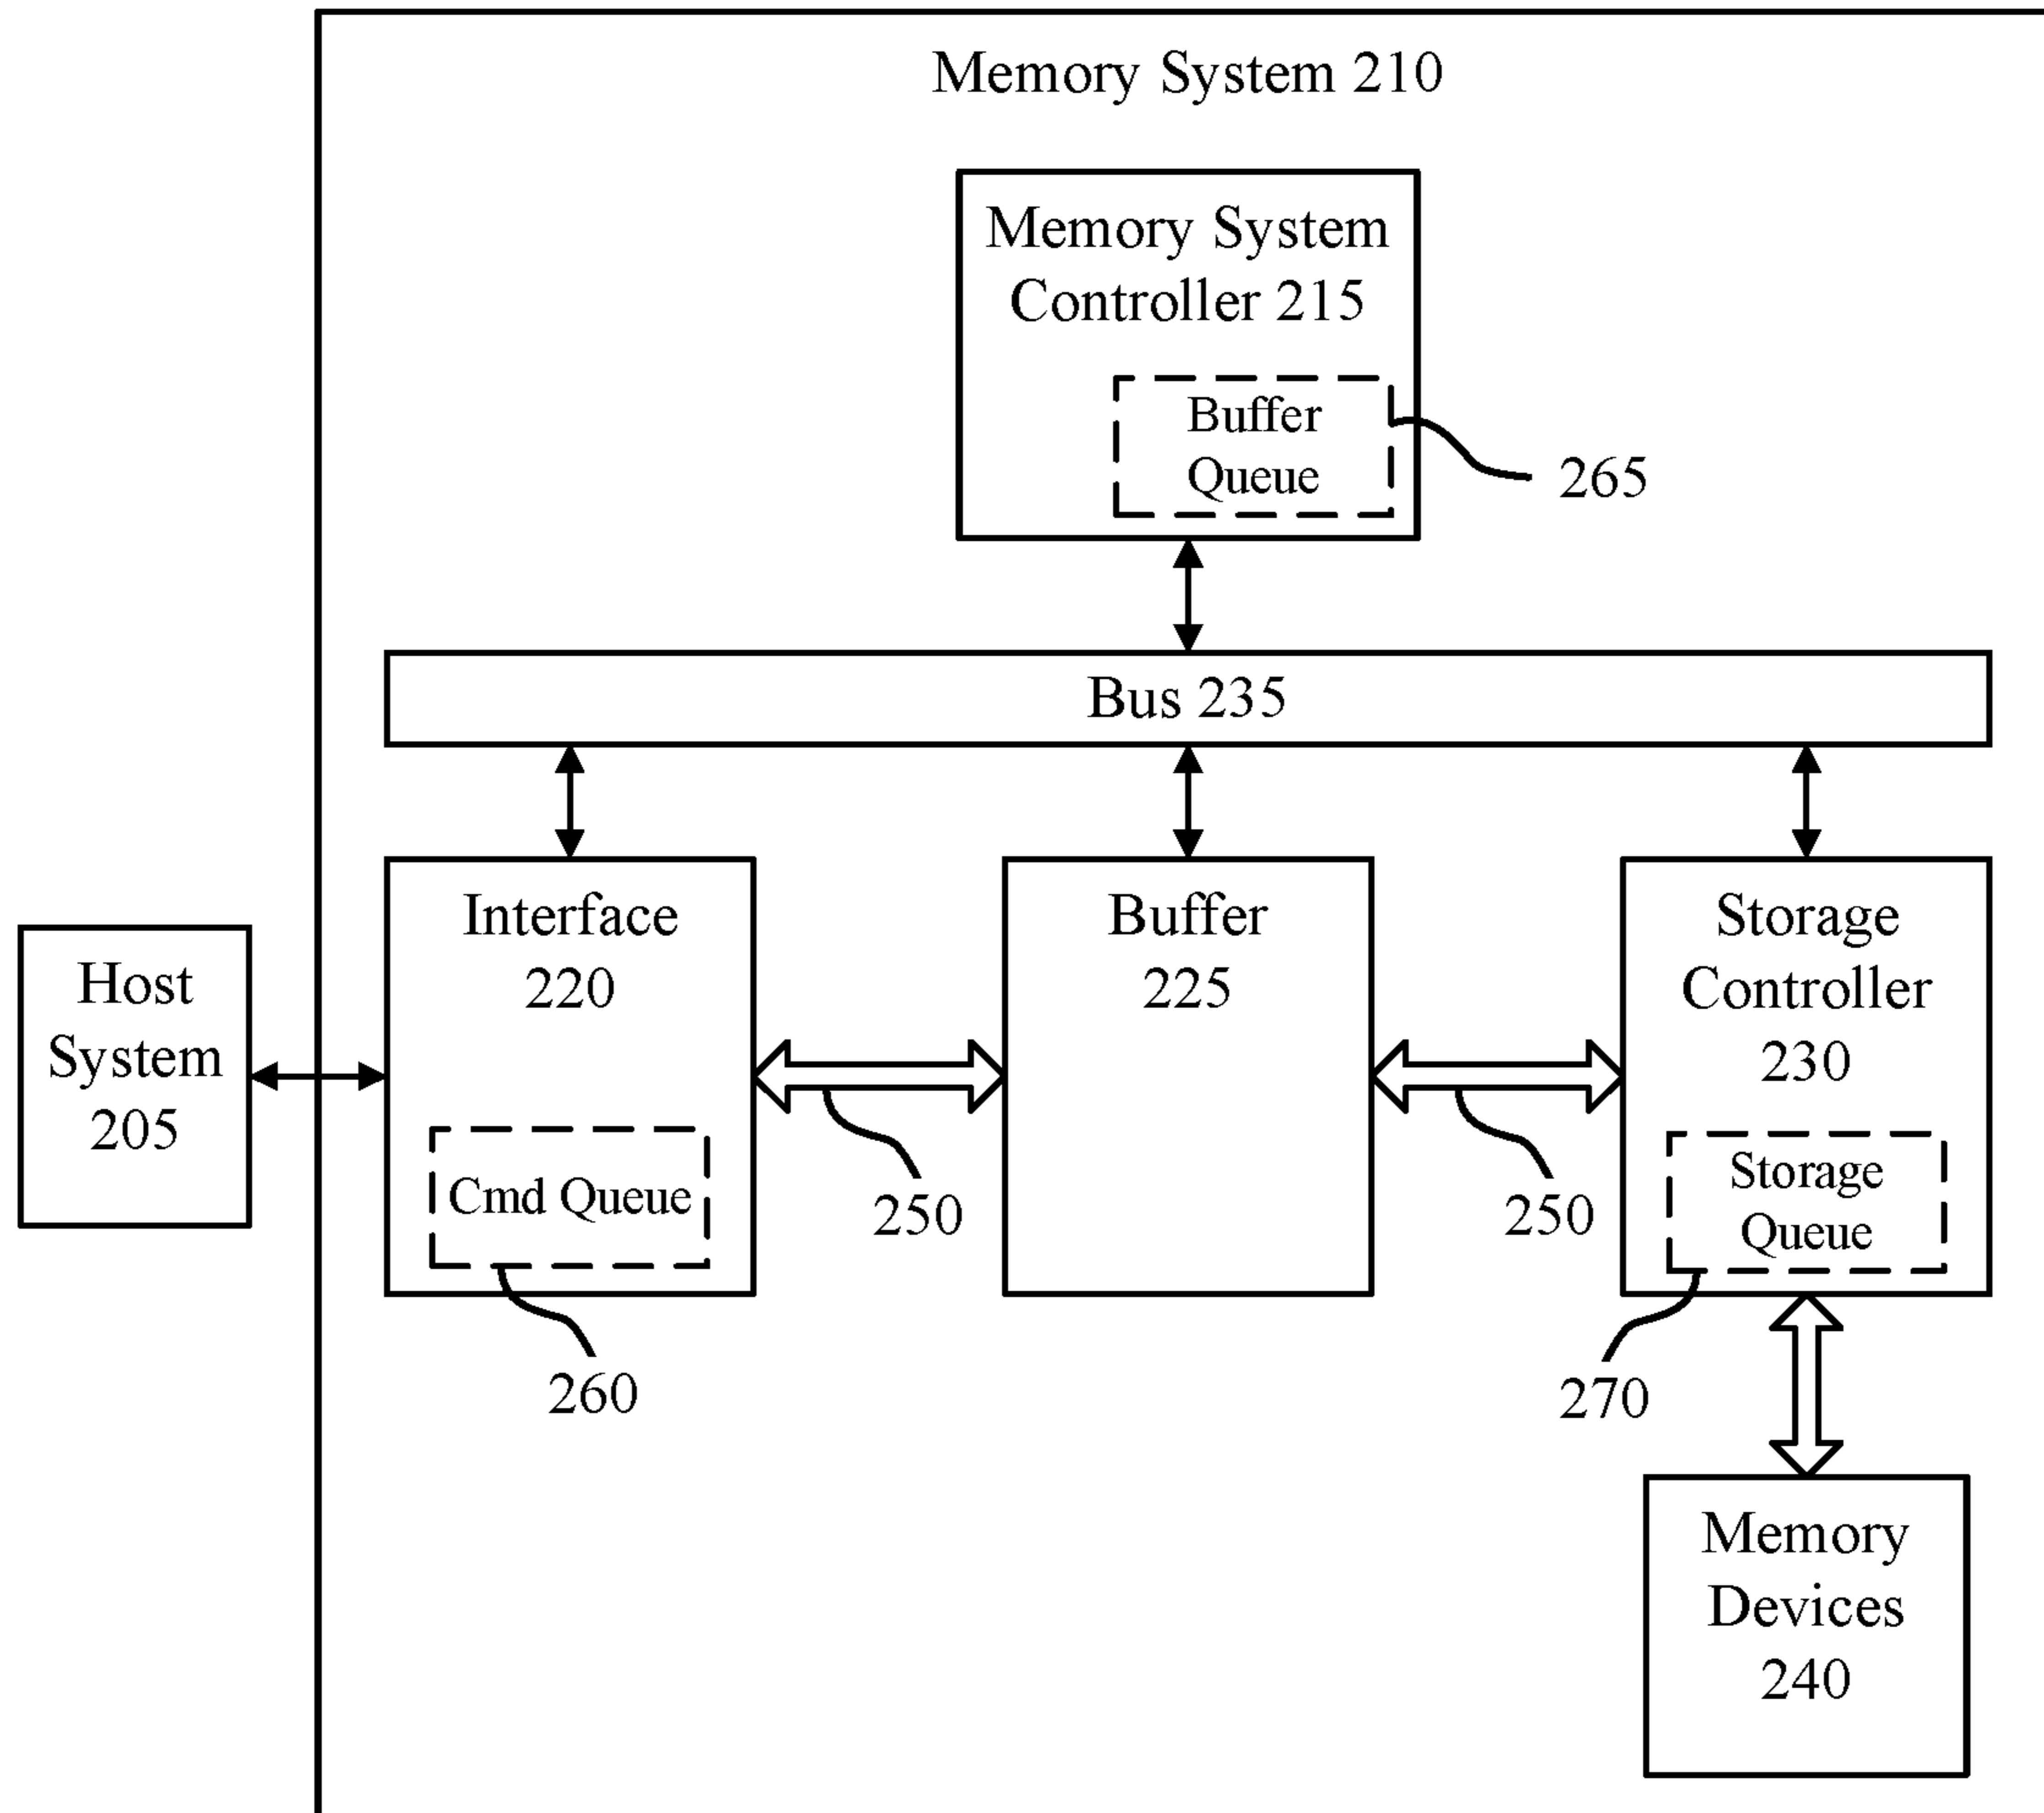 Memory System 210
Memory System
Controller 215
Buffer
Queue
265
Bus 235
Interface
220
Buffer
225
Storage
Controller
230
Host
System
205
Cmd Queue
250
250
Storage
Queue
260
270
Memory
Devices
240